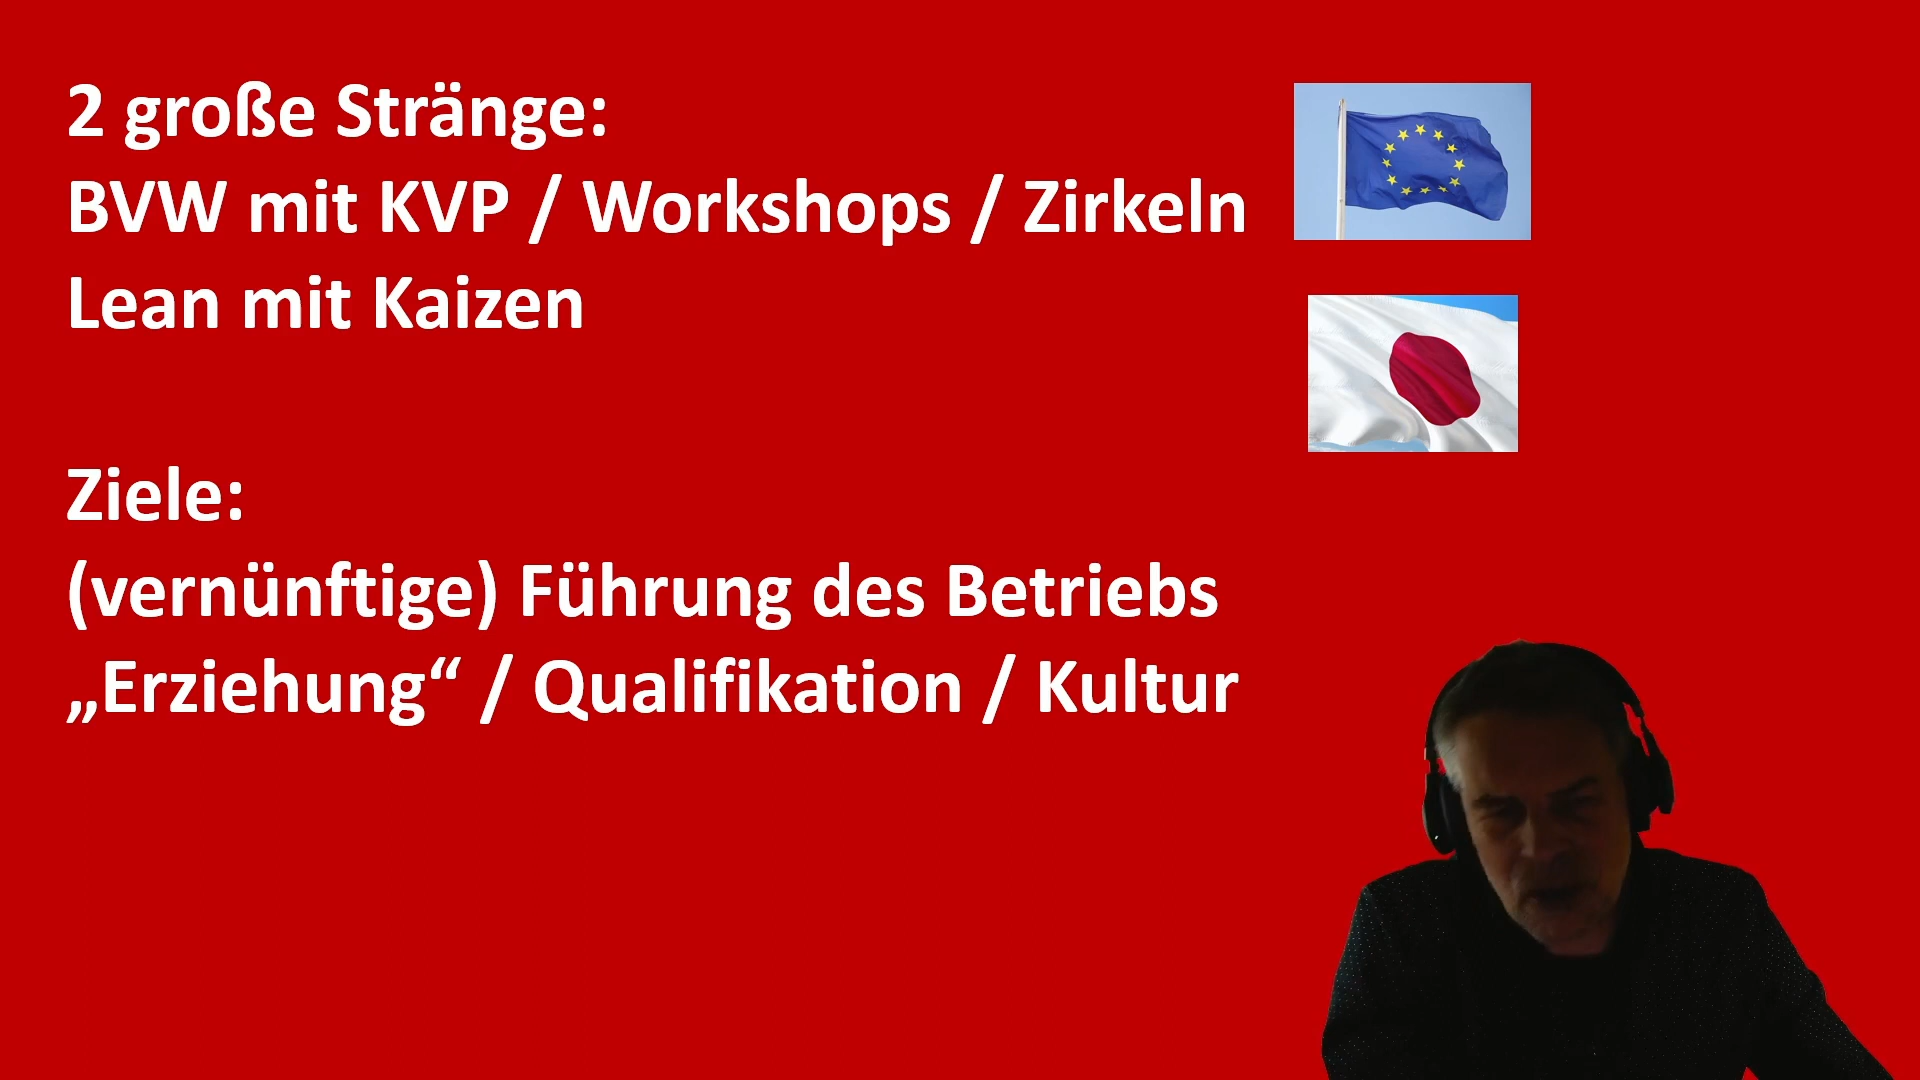 2 große Stränge:
BVW mit KVP / Workshops / Zirkeln
Lean mit Kaizen
Ziele:
(vernünftige) Führung des Betriebs
„Erziehung“ / Qualifikation / Kultur